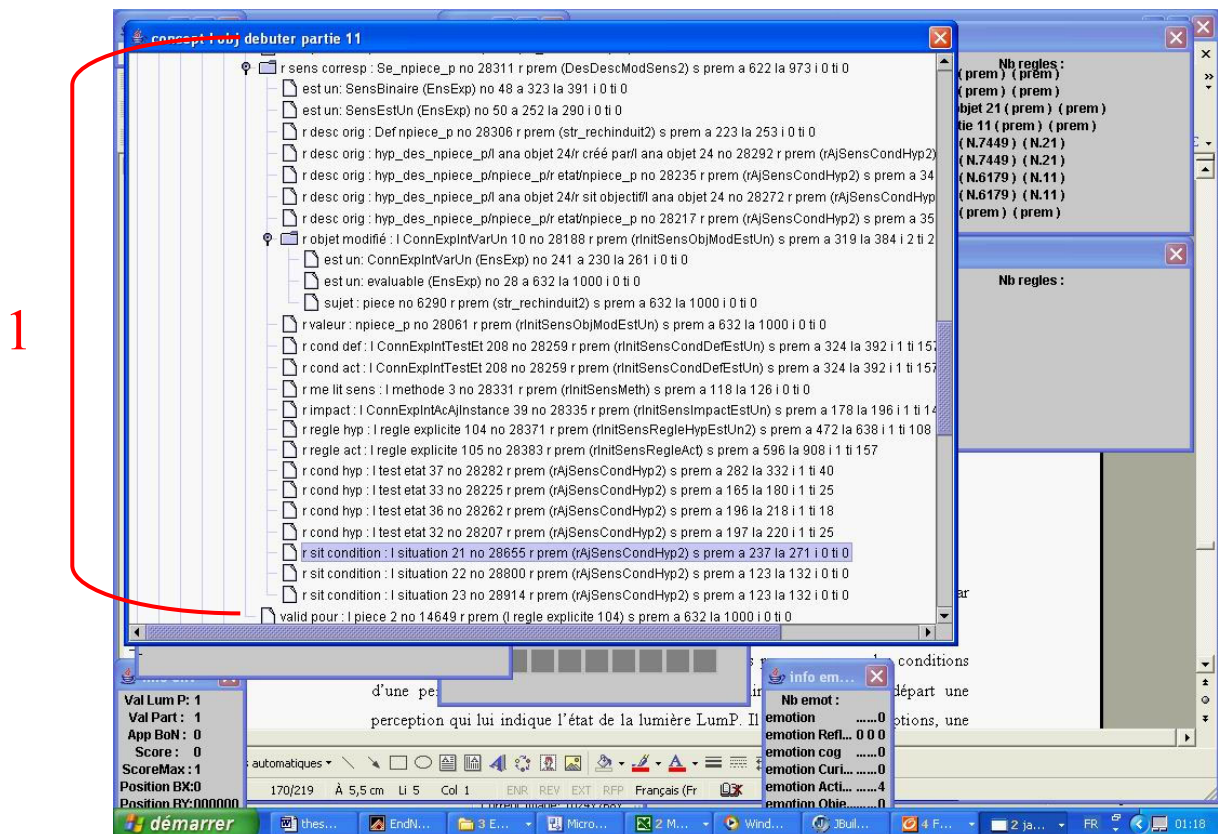 1
concept l obj debuter partie 11
r sens corresp : Se_npiece_p no 28311 r prem (DesDescModSens2) s prem a 622 la 973 i 0 ti 0
est un: SensBinaire (EnsExp) no 48 a 323 la 391 i 0 ti 0
est un: SensEstUn (EnsExp) no 50 a 252 la 290 i 0 ti 0
r desc orig : Def npiece_p no 28306 r prem (str_rechinduit2) s prem a 223 la 253 i 0 ti 0
r desc orig : hyp_des_npiece_p/l ana objet 24/r créé par/l ana objet 24 no 28292 r prem (rAjSensCondHyp2)
r desc orig : hyp_des_npiece_p/npiece_p/r etat/npiece_p no 28235 r prem (rAjSensCondHyp2) s prem a 34
r desc orig : hyp_des_npiece_p/l ana objet 24/r sit objectif/l ana objet 24 no 28272 r prem (rAjSensCondHyp
r desc orig : hyp_des_npiece_p/npiece_p/r etat/npiece_p no 28217 r prem (rAjSensCondHyp2) s prem a 35
r objet modifié : l ConnExpIntVarUn 10 no 28188 r prem (rInitSensObjModEstUn) s prem a 319 la 384 i 2 ti 2
est un: ConnExpIntVarUn (EnsExp) no 241 a 230 la 261 i 0 ti 0
est un: evaluable (EnsExp) no 28 a 632 la 1000 i 0 ti 0
sujet : piece no 6290 r prem (str_rechinduit2) s prem a 632 la 1000 i 0 ti 0
r valeur : npiece_p no 28061 r prem (rInitSensObjModEstUn) s prem a 632 la 1000 i 0 ti 0
r cond def : l ConnExpIntTestEt 208 no 28259 r prem (rInitSensCondDefEstUn) s prem a 324 la 392 i 1 ti 157
r cond act : l ConnExpIntTestEt 208 no 28259 r prem (rInitSensCondDefEstUn) s prem a 324 la 392 i 1 ti 157
r me lit sens : l methode 3 no 28331 r prem (rInitSensMeth) s prem a 118 la 126 i 0 ti 0
r impact : l ConnExpIntAcAjInstance 39 no 28335 r prem (rInitSensImpactEstUn) s prem a 178 la 196 i 1 ti 14
r regle hyp : l regle explicite 104 no 28371 r prem (rInitSensRegleHypEstUn2) s prem a 472 la 638 i 1 ti 108
r regle act : l regle explicite 105 no 28383 r prem (rInitSensRegleAct) s prem a 596 la 908 i 1 ti 157
r cond hyp : l test etat 37 no 28282 r prem (rAjSensCondHyp2) s prem a 282 la 332 i 1 ti 40
r cond hyp : l test etat 33 no 28225 r prem (rAjSensCondHyp2) s prem a 165 la 180 i 1 ti 25
r cond hyp : l test etat 36 no 28262 r prem (rAjSensCondHyp2) s prem a 196 la 218 i 1 ti 18
r cond hyp : l test etat 32 no 28207 r prem (rAjSensCondHyp2) s prem a 197 la 220 i 1 ti 25
r sit condition : l situation 21 no 28655 r prem (rAjSensCondHyp2) s prem a 237 la 271 i 0 ti 0
r sit condition : l situation 22 no 28800 r prem (rAjSensCondHyp2) s prem a 123 la 132 i 0 ti 0
r sit condition : l situation 23 no 28914 r prem (rAjSensCondHyp2) s prem a 123 la 132 i 0 ti 0
valid pour : l piece 2 no 14649 r prem (l regle explicite 104) s prem a 632 la 1000 i 0 ti 0
Nb regles :
( prem ) ( prem )
( prem ) ( prem )
bjet 21 ( prem ) ( prem )
tie 11 ( prem ) ( prem )
( N.7449 ) ( N.21 )
( N.7449 ) ( N.21 )
( N.6179 ) ( N.11 )
( N.6179 ) ( N.11 )
( prem ) ( prem )
Nb regles :
ar
conditions
d'une pe
départ une
perception qui lui indique l'état de la lumière LumP. Il
ptions, une
Val Lum P: 1
Val Part : 1
App BoN : 0
Score : 0
ScoreMax : 1
Position BX:0
Position BY:000000
info em...
Nb emot :
emotion ......0
emotion Refl... 0 0 0
emotion cog ......0
emotion Curi... ......0
emotion Acti... ......4
emotion Obje... ......0
automatiques
170/219 À 5,5 cm Li 5 Col 1 ENR REV EXT RFP Français (Fr
démarrer thes... EndN... 3 E... Micro... 2 M... Wind... JBuil... 4 F... 2 ja... FR 01:18